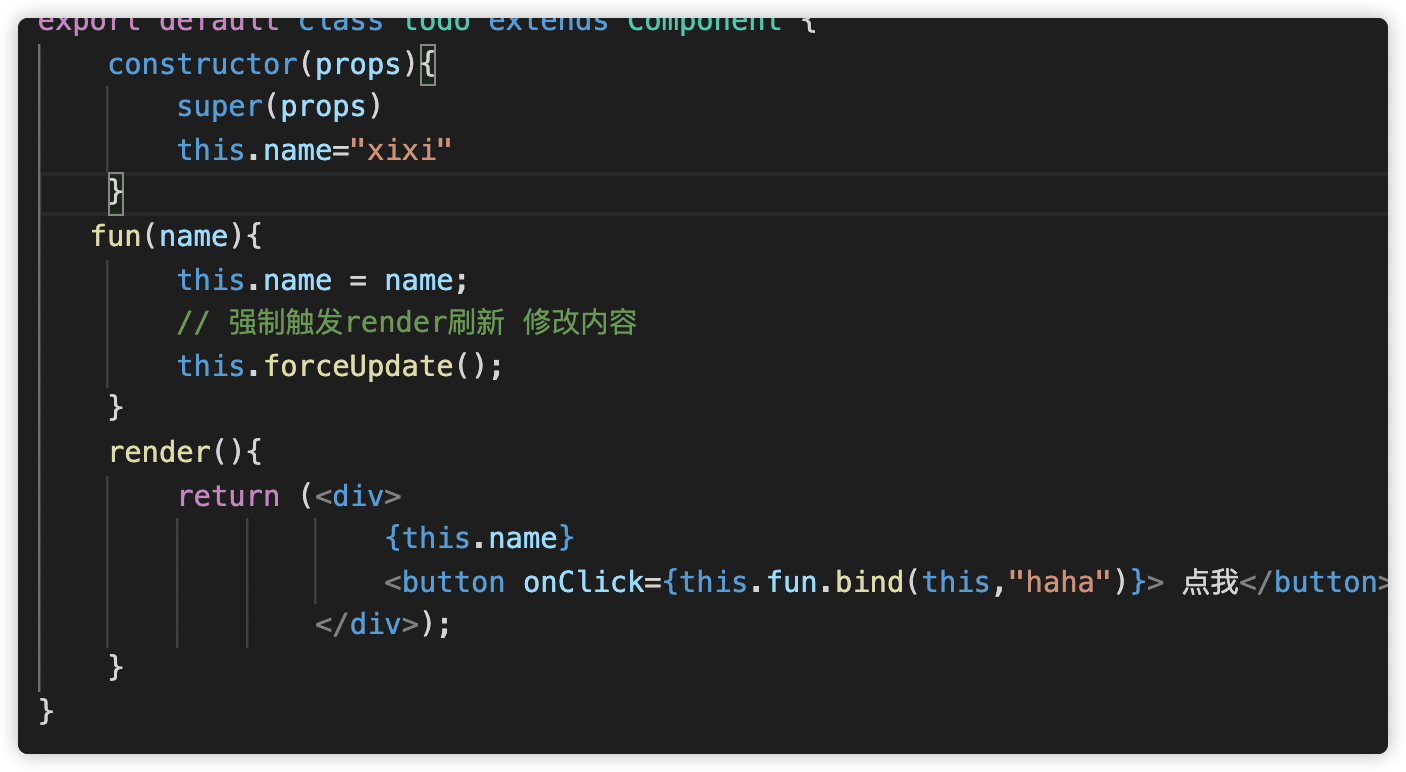 export default class todo extends Component {
constructor(props){
super(props)
this.name="xixi"
}
fun(name){
this.name = name;
// 强制触发render刷新 修改内容
this.forceUpdate();
}
render(){
return (<div>
{this.name}
<button onClick={this.fun.bind(this,"haha")}> 点我</button>
</div>);
}
}